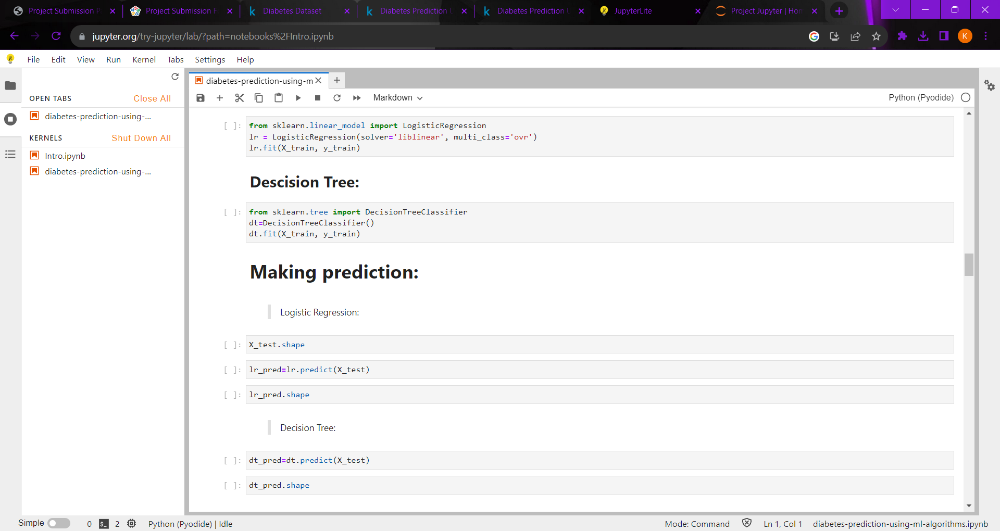 Project Submission P
Project Submission F
Diabetes Dataset
Diabetes Prediction U
Diabetes Prediction U
JupyterLite
Project Jupyter | Hom
jupyter.org/try-jupyter/lab/?path=notebooks%2FIntro.ipynb
K
File Edit View Run Kernel Tabs Settings Help
OPEN TABS Close All
diabetes-prediction-using-...
KERNELS Shut Down All
Intro.ipynb
diabetes-prediction-using-...
diabetes-prediction-using-m
Markdown
Python (Pyodide)
[ ]: from sklearn.linear_model import LogisticRegression
lr = LogisticRegression(solver='liblinear', multi_class='ovr')
lr.fit(X_train, y_train)
Descision Tree:
[ ]: from sklearn.tree import DecisionTreeClassifier
dt=DecisionTreeClassifier()
dt.fit(X_train, y_train)
Making prediction:
Logistic Regression:
[ ]: X_test.shape
[ ]: lr_pred=lr.predict(X_test)
[ ]: lr_pred.shape
Decision Tree:
[ ]: dt_pred=dt.predict(X_test)
[ ]: dt_pred.shape
Simple 0 $_ 2 Python (Pyodide) | Idle
Mode: Command Ln 1, Col 1 diabetes-prediction-using-ml-algorithms.ipynb